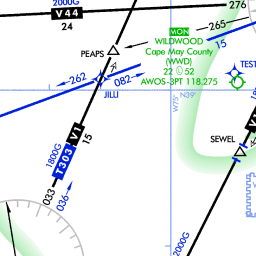 2000G
V44
24
276
265
15
MON
WILDWOOD
Cape May County
(WWD)
22 52
AWOS-3PT 118.275
PEAPS
TEST
262
082
JILLI
W75°
N39°
V1
15
1800G
T303
033
036
SEWEL
2000G